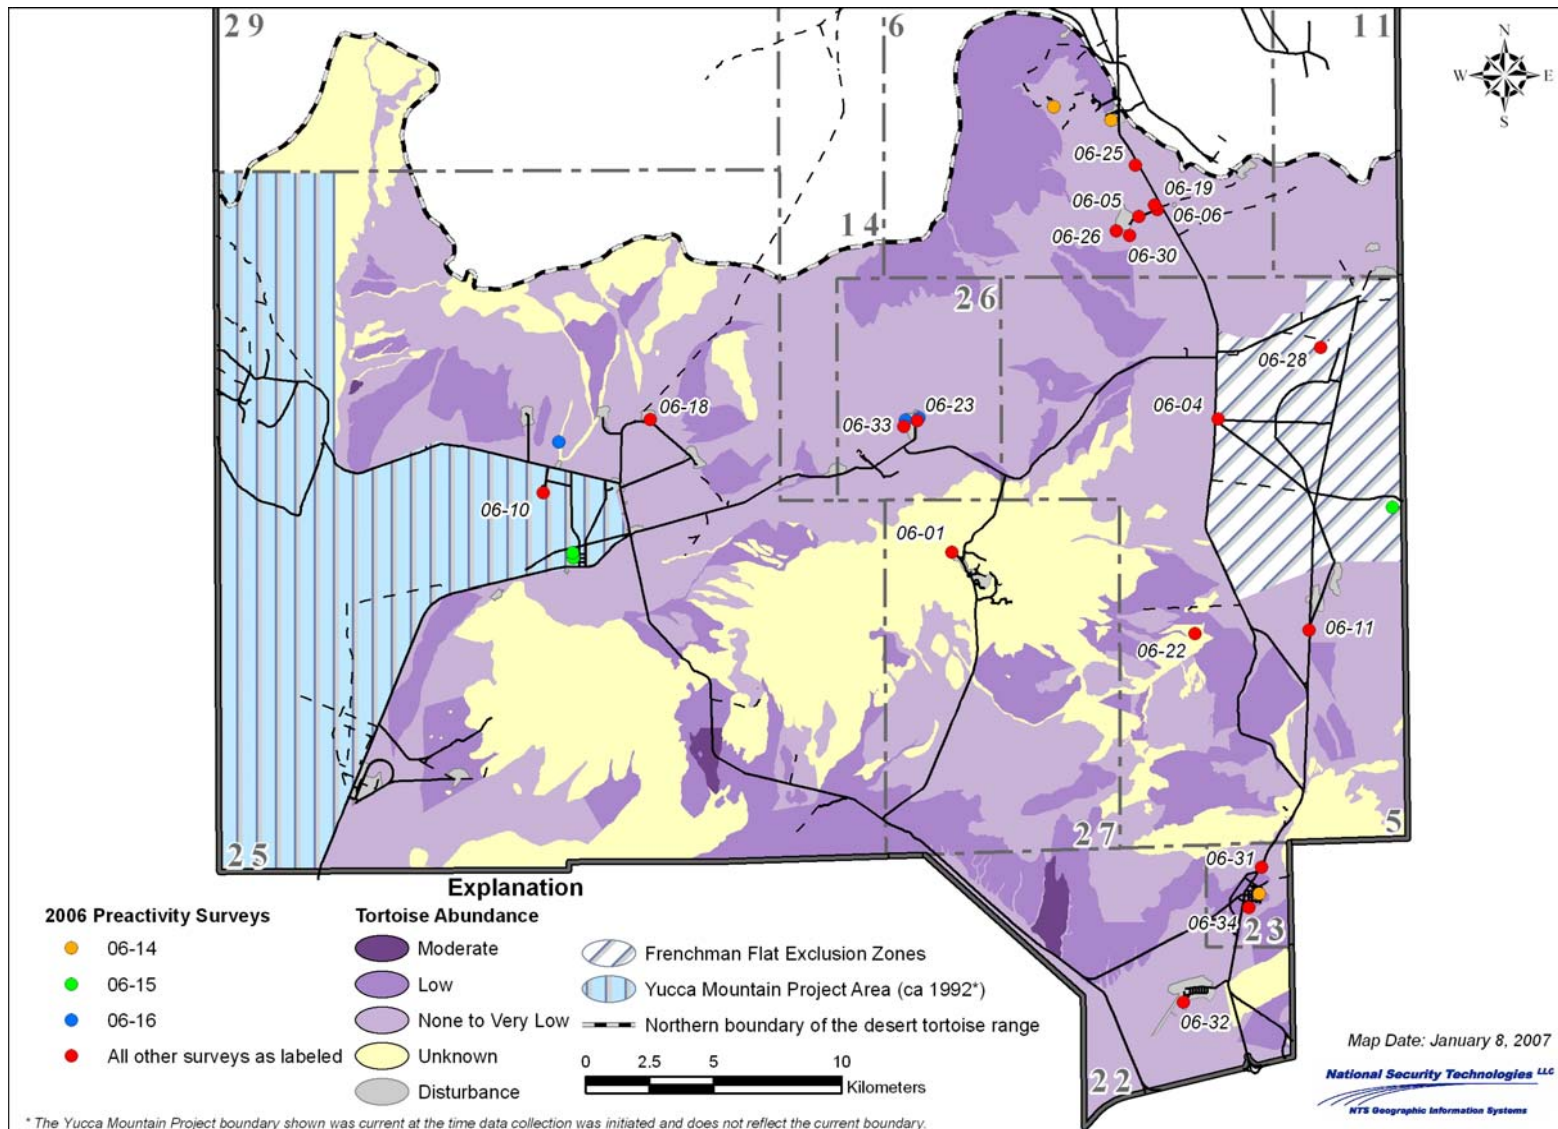 29
6
11
N
W E
S
06-25
06-19
06-05
06-06
14
06-26
06-30
26
06-28
06-18
06-23
06-04
06-33
06-10
06-01
06-11
06-22
5
27
25
06-31
06-34
23
06-32
22
Explanation
2006 Preactivity Surveys
06-14
06-15
06-16
All other surveys as labeled
Tortoise Abundance
Moderate
Low
None to Very Low
Unknown
Disturbance
Frenchman Flat Exclusion Zones
Yucca Mountain Project Area (ca 1992*)
Northern boundary of the desert tortoise range
0 2.5 5 10
Kilometers
Map Date: January 8, 2007
National Security Technologies LLC
NTS Geographic Information Systems
* The Yucca Mountain Project boundary shown was current at the time data collection was initiated and does not reflect the current boundary.